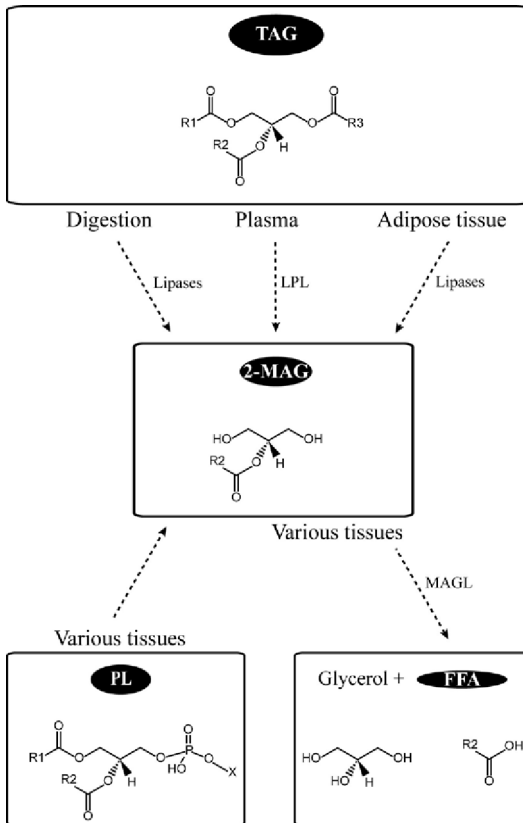 TAG
O
O
R1
O
O
R3
R2
O
H
O
Digestion
Plasma
Adipose tissue
Lipases
LPL
Lipases
2-MAG
HO
OH
R2
O
H
O
Various tissues
MAGL
Various tissues
PL
O
O
R1
O
O
P
O
HO
X
R2
O
H
O
Glycerol + FFA
HO
OH
HO
H
R2
OH
O